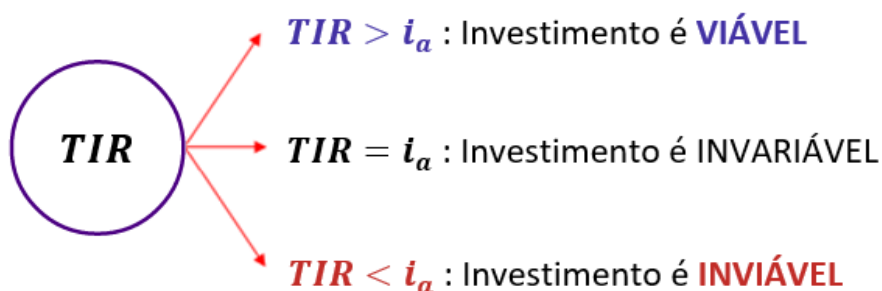 TIR > iₐ : Investimento é VIÁVEL
TIR
TIR = iₐ : Investimento é INVARIÁVEL
TIR < iₐ : Investimento é INVIÁVEL